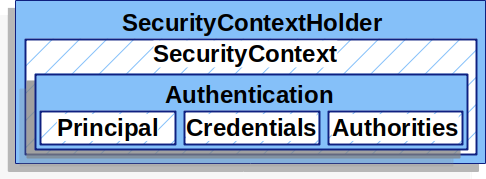 SecurityContextHolder
SecurityContext
Authentication
Principal Credentials Authorities